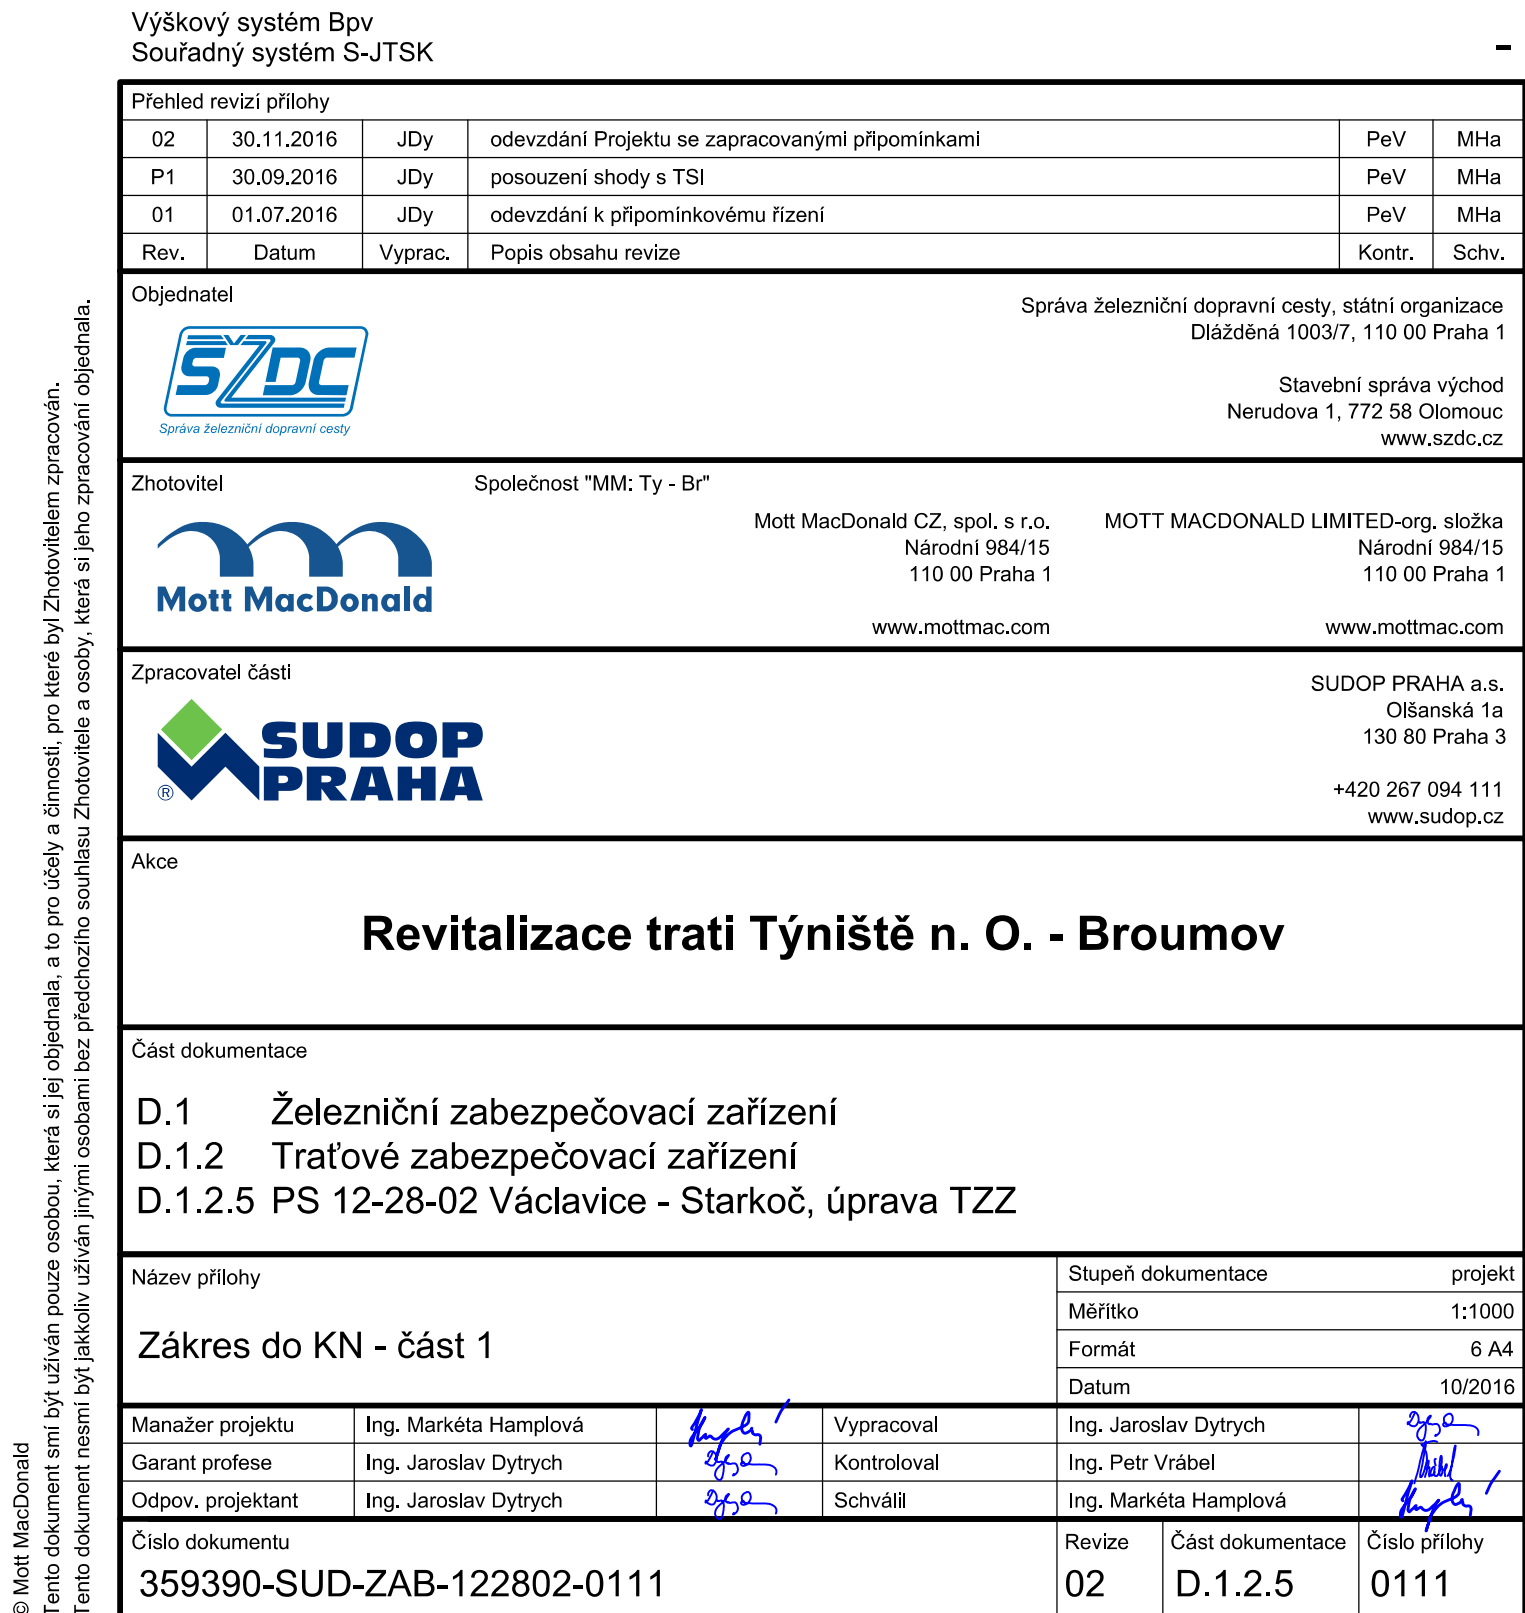 Výškový systém Bpv
Souřadný systém S-JTSK
-
Přehled revizí přílohy
02 30.11.2016 JDy odevzdání Projektu se zapracovanými připomínkami PeV MHa
P1 30.09.2016 JDy posouzení shody s TSI PeV MHa
01 01.07.2016 JDy odevzdání k připomínkovému řízení PeV MHa
Rev. Datum Vyprac. Popis obsahu revize Kontr. Schv.
Objednatel
SŽDC
Správa železniční dopravní cesty
Správa železniční dopravní cesty, státní organizace
Dlážděná 1003/7, 110 00 Praha 1
Stavební správa východ
Nerudova 1, 772 58 Olomouc
www.szdc.cz
Zhotovitel
Společnost "MM: Ty - Br"
Mott MacDonald
Mott MacDonald CZ, spol. s r.o.
Národní 984/15
110 00 Praha 1
www.mottmac.com
MOTT MACDONALD LIMITED-org. složka
Národní 984/15
110 00 Praha 1
www.mottmac.com
Zpracovatel části
SUDOP
PRAHA
®
SUDOP PRAHA a.s.
Olšanská 1a
130 80 Praha 3
+420 267 094 111
www.sudop.cz
Akce
Revitalizace trati Týniště n. O. - Broumov
Část dokumentace
D.1 Železniční zabezpečovací zařízení
D.1.2 Traťové zabezpečovací zařízení
D.1.2.5 PS 12-28-02 Václavice - Starkoč, úprava TZZ
Název přílohy
Zákres do KN - část 1
Stupeň dokumentace projekt
Měřítko 1:1000
Formát 6 A4
Datum 10/2016
Manažer projektu Ing. Markéta Hamplová Vypracoval Ing. Jaroslav Dytrych
Garant profese Ing. Jaroslav Dytrych Kontroloval Ing. Petr Vrábel
Odpov. projektant Ing. Jaroslav Dytrych Schválil Ing. Markéta Hamplová
Číslo dokumentu
359390-SUD-ZAB-122802-0111
Revize
02
Část dokumentace
D.1.2.5
Číslo přílohy
0111
© Mott MacDonald
Tento dokument smí být užíván pouze osobou, která si jej objednala, a to pro účely a činnosti, pro které byl Zhotovitelem zpracován.
Tento dokument nesmí být jakkoliv užíván jinými osobami bez předchozího souhlasu Zhotovitele a osoby, která si jeho zpracování objednala.